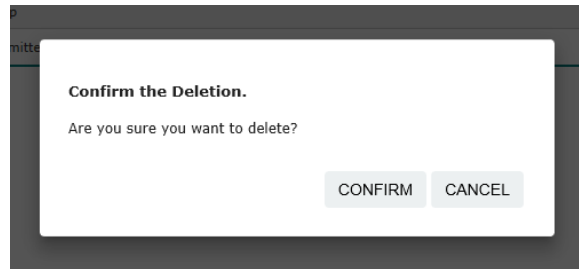 Confirm the Deletion.
Are you sure you want to delete?
CONFIRM CANCEL